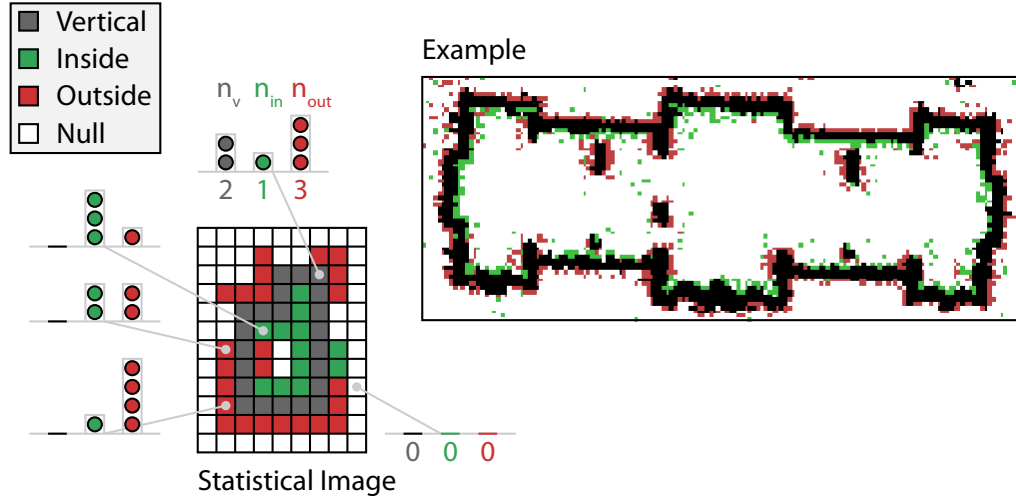 Vertical
Inside
Outside
Null
Example
n_v n_in n_out
2 1 3
0 0 0
Statistical Image